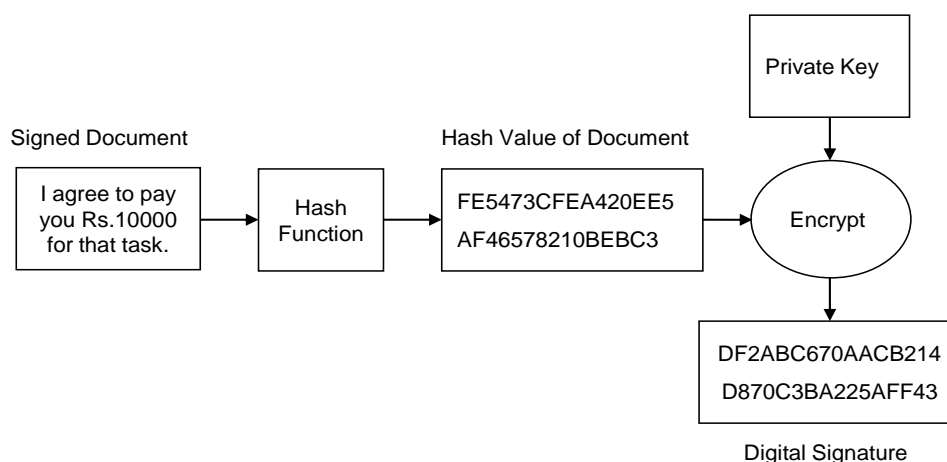 Private Key
Signed Document
Hash Value of Document
I agree to pay
you Rs.10000
for that task.
Hash
Function
FE5473CFEA420EE5
AF46578210BEBC3
Encrypt
DF2ABC670AACB214
D870C3BA225AFF43
Digital Signature